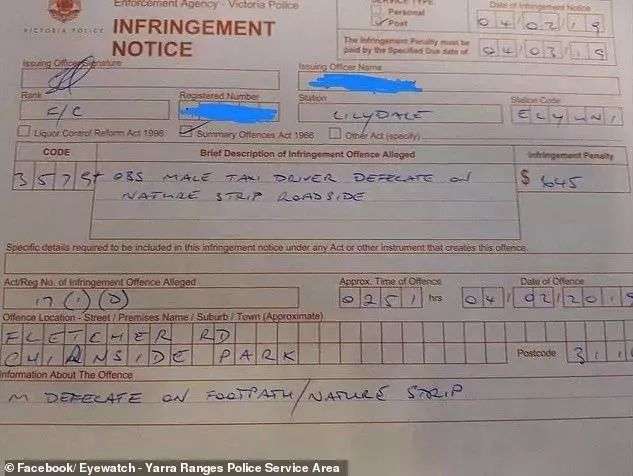 Enforcement Agency - Victoria Police
INFRINGEMENT
NOTICE
VICTORIA POLICE
SERVICE TYPE
Personal
Post
Date of Infringement Notice
04/02/19
The Infringement Penalty must be
paid by the Specified Due date of.
04/03/19
Issuing Officer Signature
Issuing Officer Name
Rank
F/C
Registered Number
Station
LILYDALE
Station Code
Liquor Control Reform Act 1998
Summary Offences Act 1966
Other Act (specify)
CODE
Brief Description of Infringement Offence Alleged
Infringement Penalty
3575
OBS MALE TAXI DRIVER DEFECATE ON
NATURE STRIP ROADSIDE
$ 645
Specific details required to be included in this infringement notice under any Act or other instrument that creates this offence.
Act/Reg No. of Infringement Offence Alleged
17 (1) (D)
Approx. Time of Offence
0251 hrs
Date of Offence
04/02/2019
Offence Location - Street / Premises Name / Suburb / Town (Approximate)
FLETCHER RD
CHIRNSIDE PARK
Postcode
311
Information About The Offence
M DEFECATE ON FOOTPATH/NATURE STRIP
© Facebook/ Eyewatch - Yarra Ranges Police Service Area